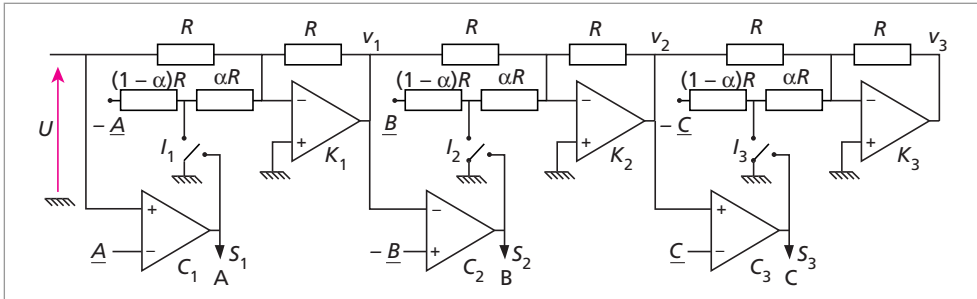 R R v₁ R R v₂ R R v₃
(1 – α)R αR (1 – α)R αR (1 – α)R αR
– A B – C
U I₁ K₁ I₂ K₂ I₃ K₃
– + – + – +
+ – +
A – C₁ S₁ – B + C₂ S₂ C – C₃ S₃
A B C